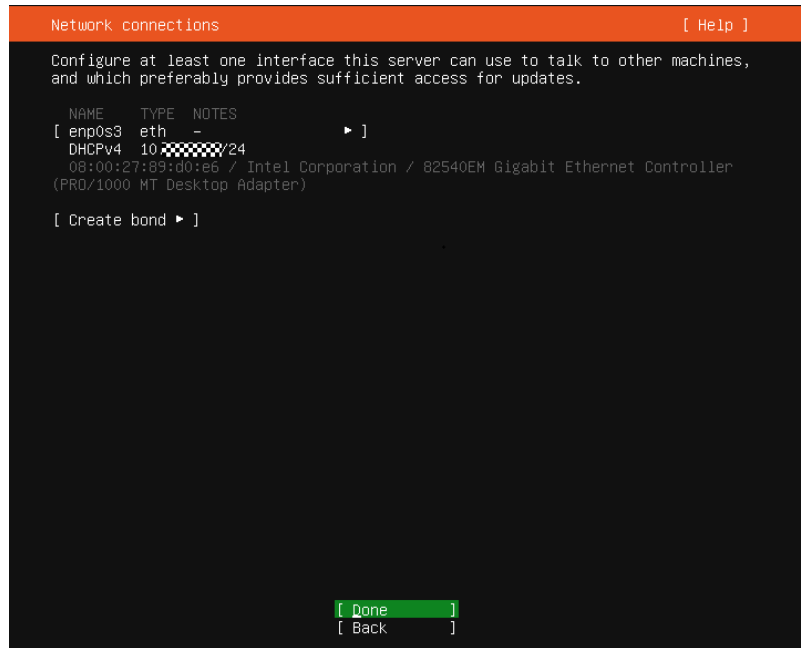 Network connections [ Help ]
Configure at least one interface this server can use to talk to other machines,
and which preferably provides sufficient access for updates.
NAME TYPE NOTES
[ enp0s3 eth - ▸ ]
DHCPv4 10 /24
08:00:27:89:d0:e6 / Intel Corporation / 82540EM Gigabit Ethernet Controller
(PRO/1000 MT Desktop Adapter)
[ Create bond ▸ ]
[ Done ]
[ Back ]